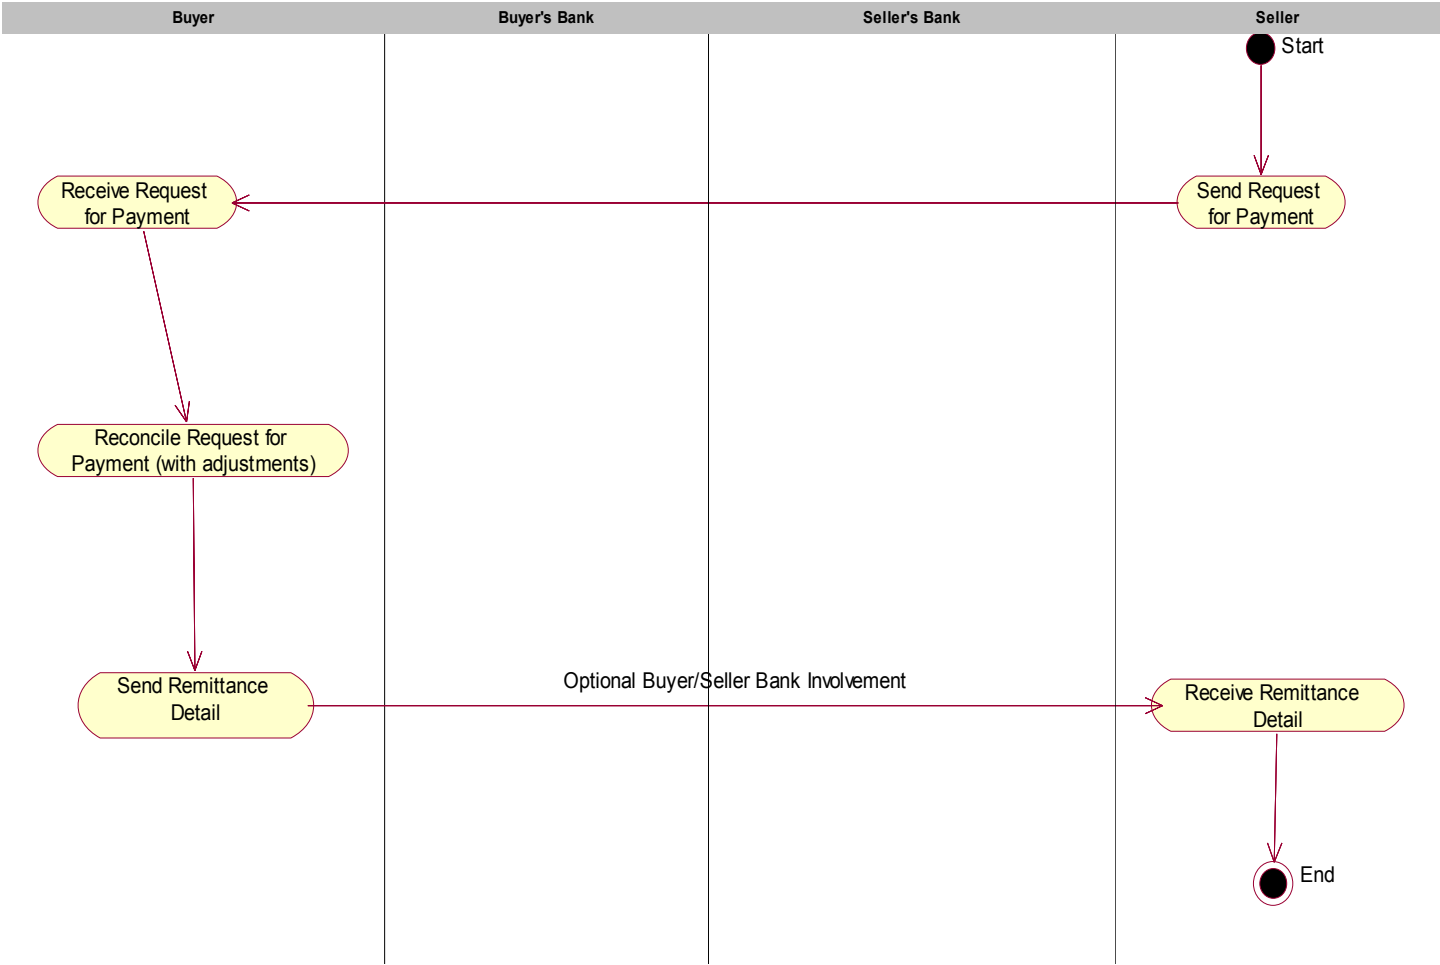 Buyer
Buyer's Bank
Seller's Bank
Seller
Start
Receive Request
for Payment
Send Request
for Payment
Reconcile Request for
Payment (with adjustments)
Send Remittance
Detail
Optional Buyer/Seller Bank Involvement
Receive Remittance
Detail
End